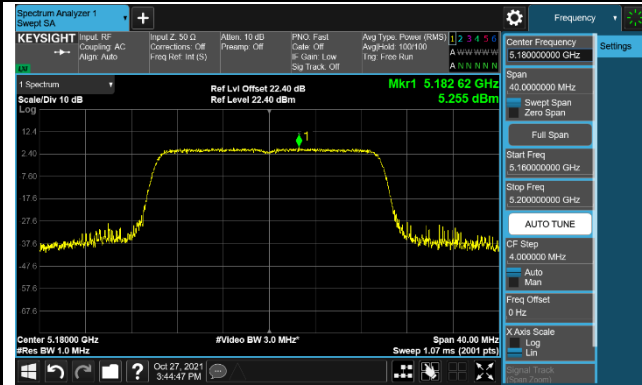 Spectrum Analyzer 1
Swept SA
Frequency
KEYSIGHT
Input: RF
Coupling: AC
Align: Auto
Input Z: 50 Ω
Corrections: Off
Freq Ref: Int (S)
Atten: 10 dB
Preamp: Off
PNO: Fast
Gate: Off
IF Gain: Low
Sig Track: Off
Avg Type: Power (RMS)
Avg|Hold: 100/100
Trig: Free Run
1 2 3 4 5 6
A W W W W W
A N N N N N
1 Spectrum
Scale/Div 10 dB
Log
Ref Lvl Offset 22.40 dB
Ref Level 22.40 dBm
Mkr1 5.182 62 GHz
5.255 dBm
1
12.4
2.40
-7.60
-17.6
-27.6
-37.6
-47.6
-57.6
-67.6
Center 5.18000 GHz
#Res BW 1.0 MHz
#Video BW 3.0 MHz*
Span 40.00 MHz
Sweep 1.07 ms (2001 pts)
Center Frequency
5.180000000 GHz
Settings
Span
40.0000000 MHz
Swept Span
Zero Span
Full Span
Start Freq
5.160000000 GHz
Stop Freq
5.200000000 GHz
AUTO TUNE
CF Step
4.000000 MHz
Auto
Man
Freq Offset
0 Hz
X Axis Scale
Log
Lin
Signal Track
(Span Zoom)
Oct 27, 2021
3:44:47 PM